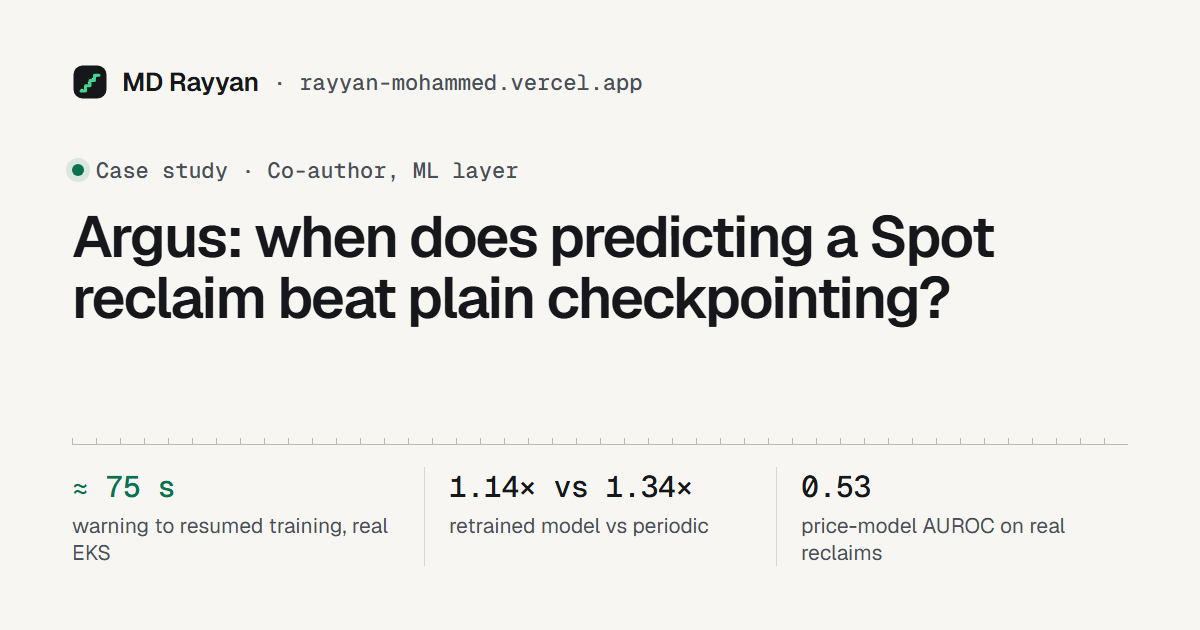 MD Rayyan · rayyan-mohammed.vercel.app
Case study · Co-author, ML layer
Argus: when does predicting a Spot
reclaim beat plain checkpointing?
≈ 75 s
warning to resumed training, real
EKS
1.14× vs 1.34×
retrained model vs periodic
0.53
price-model AUROC on real
reclaims